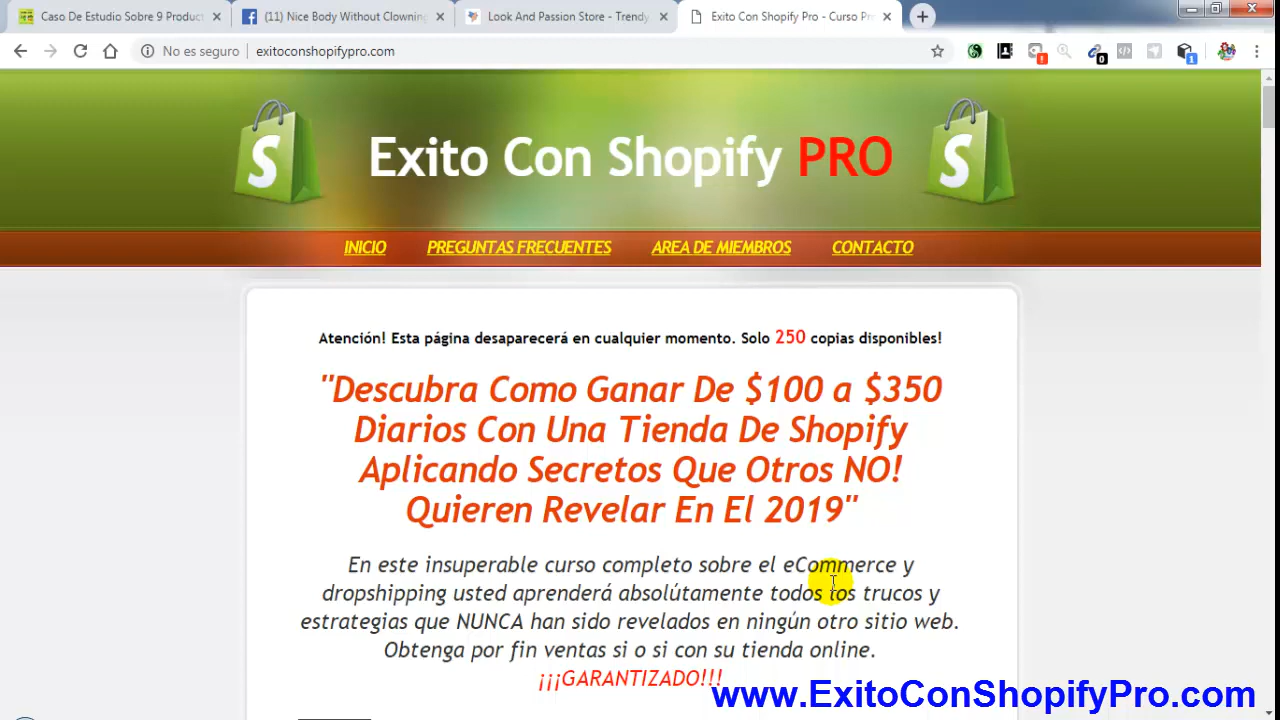 Caso De Estudio Sobre 9 Product
(11) Nice Body Without Clowning
Look And Passion Store - Trendy
Exito Con Shopify Pro - Curso Pr
No es seguro
exitoconshopifypro.com
0
1
S
Exito Con Shopify PRO
S
INICIO
PREGUNTAS FRECUENTES
AREA DE MIEMBROS
CONTACTO
Atención! Esta página desaparecerá en cualquier momento. Solo 250 copias disponibles!
"Descubra Como Ganar De $100 a $350
Diarios Con Una Tienda De Shopify
Aplicando Secretos Que Otros NO!
Quieren Revelar En El 2019"
En este insuperable curso completo sobre el eCommerce y
dropshipping usted aprenderá absolútamente todos los trucos y
estrategias que NUNCA han sido revelados en ningún otro sitio web.
Obtenga por fin ventas si o si con su tienda online.
¡¡¡GARANTIZADO!!!
www.ExitoConShopifyPro.com